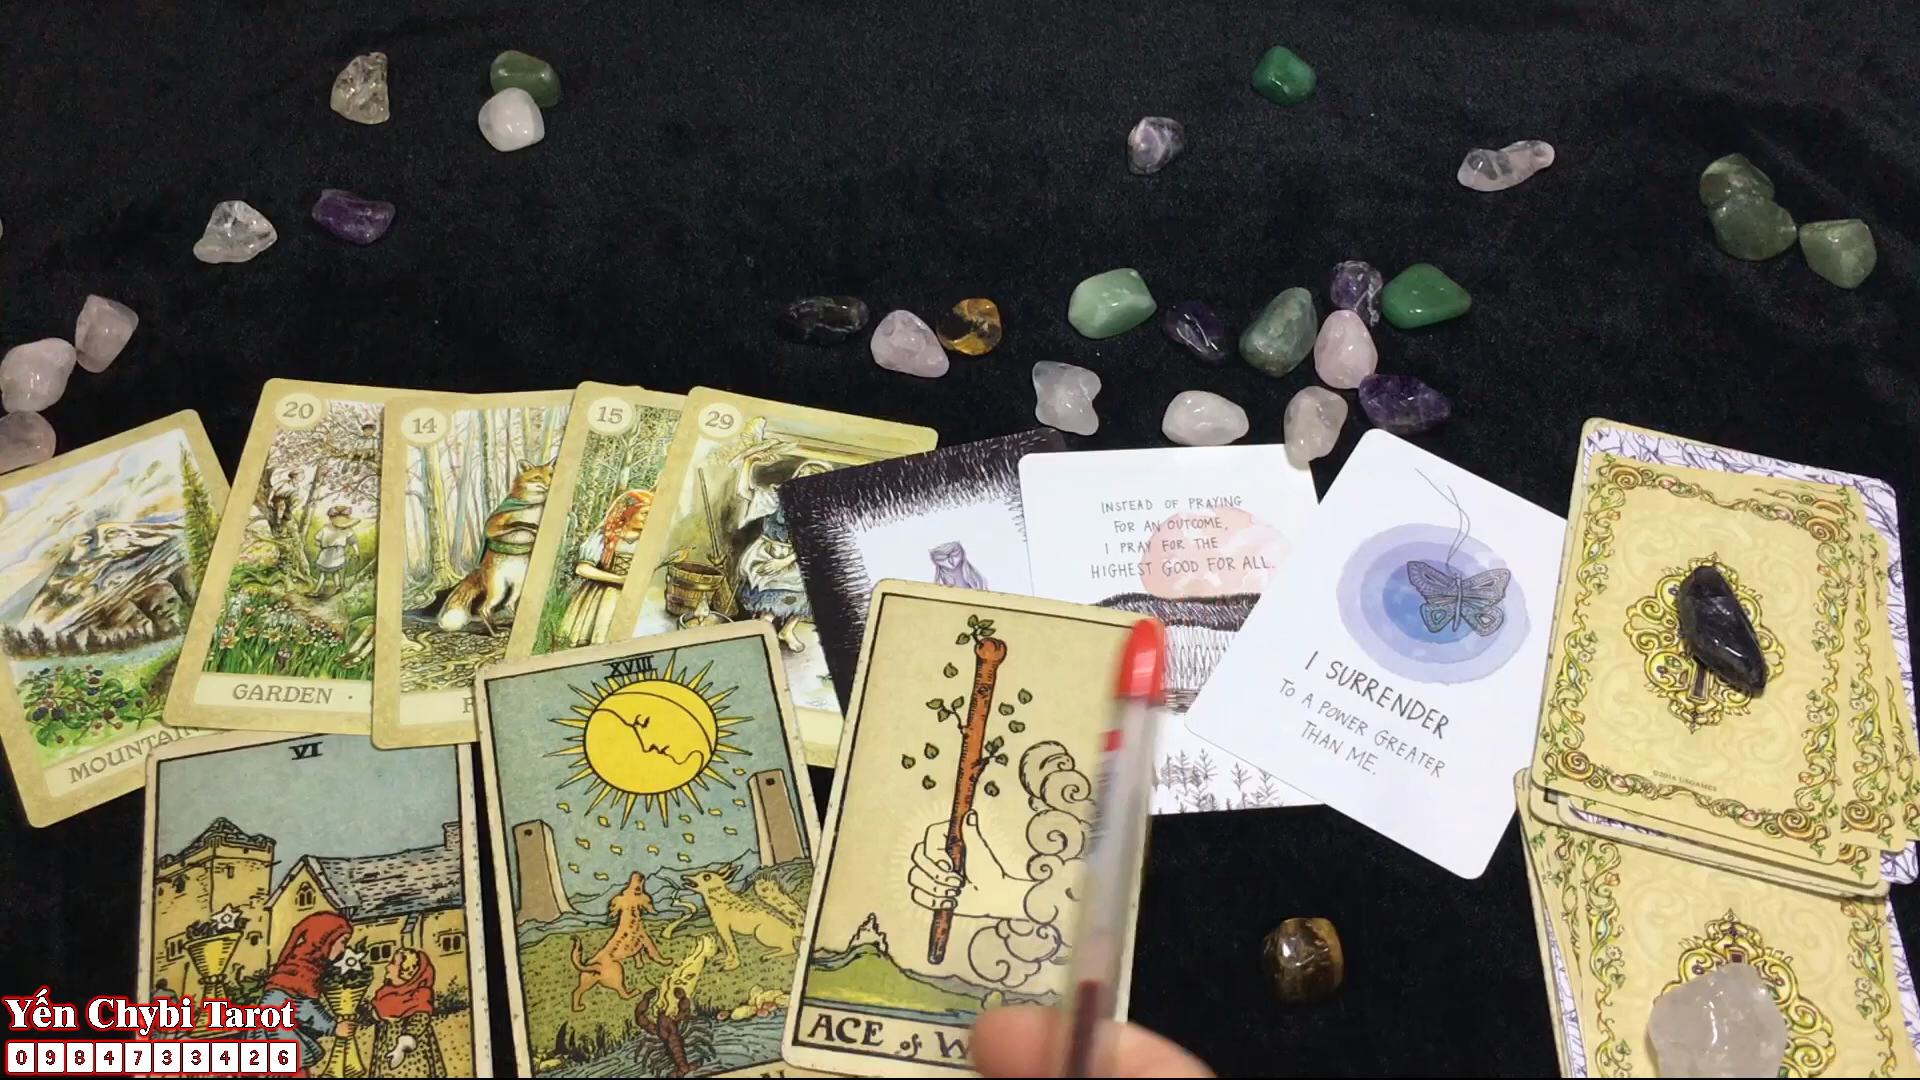 20
14
15
29
GARDEN
F
MOUNTAIN
INSTEAD OF PRAYING
FOR AN OUTCOME,
I PRAY FOR THE
HIGHEST GOOD FOR ALL.
I SURRENDER
TO A POWER GREATER
THAN ME.
XVIII
VI
ACE of W
Yến Chybi Tarot
0984733426